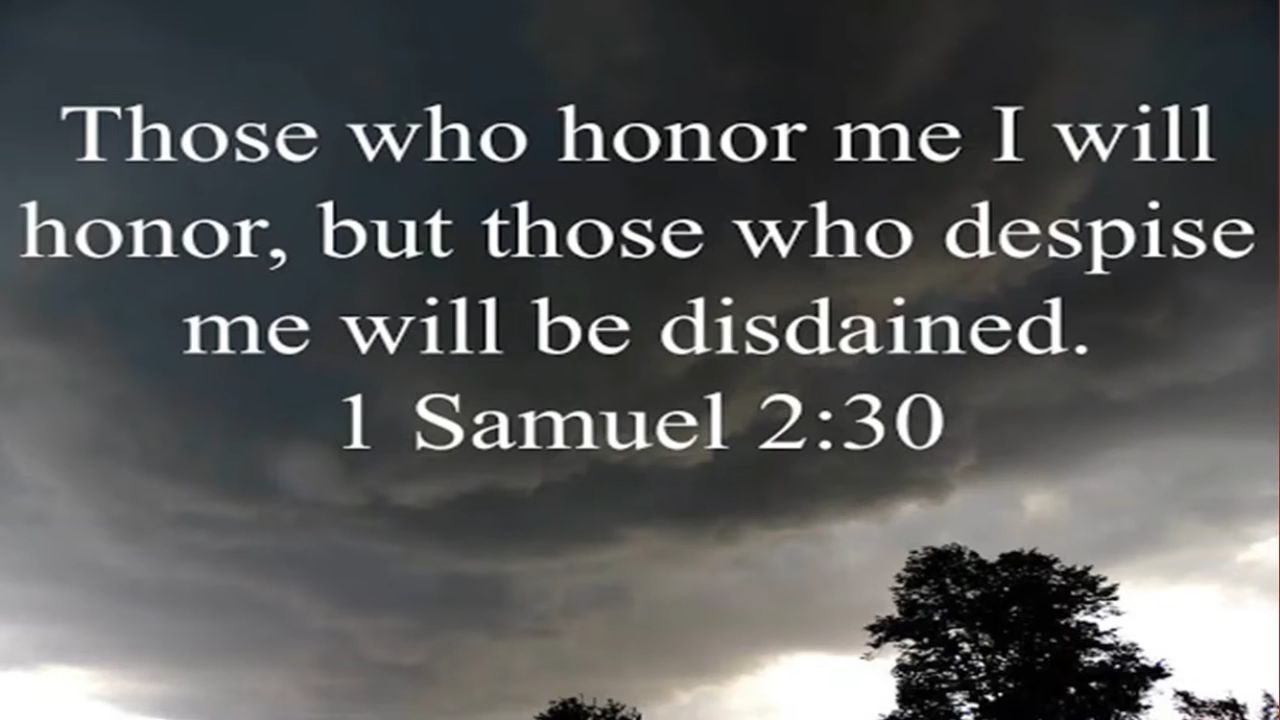 Those who honor me I will
honor, but those who despise
me will be disdained.
1 Samuel 2:30